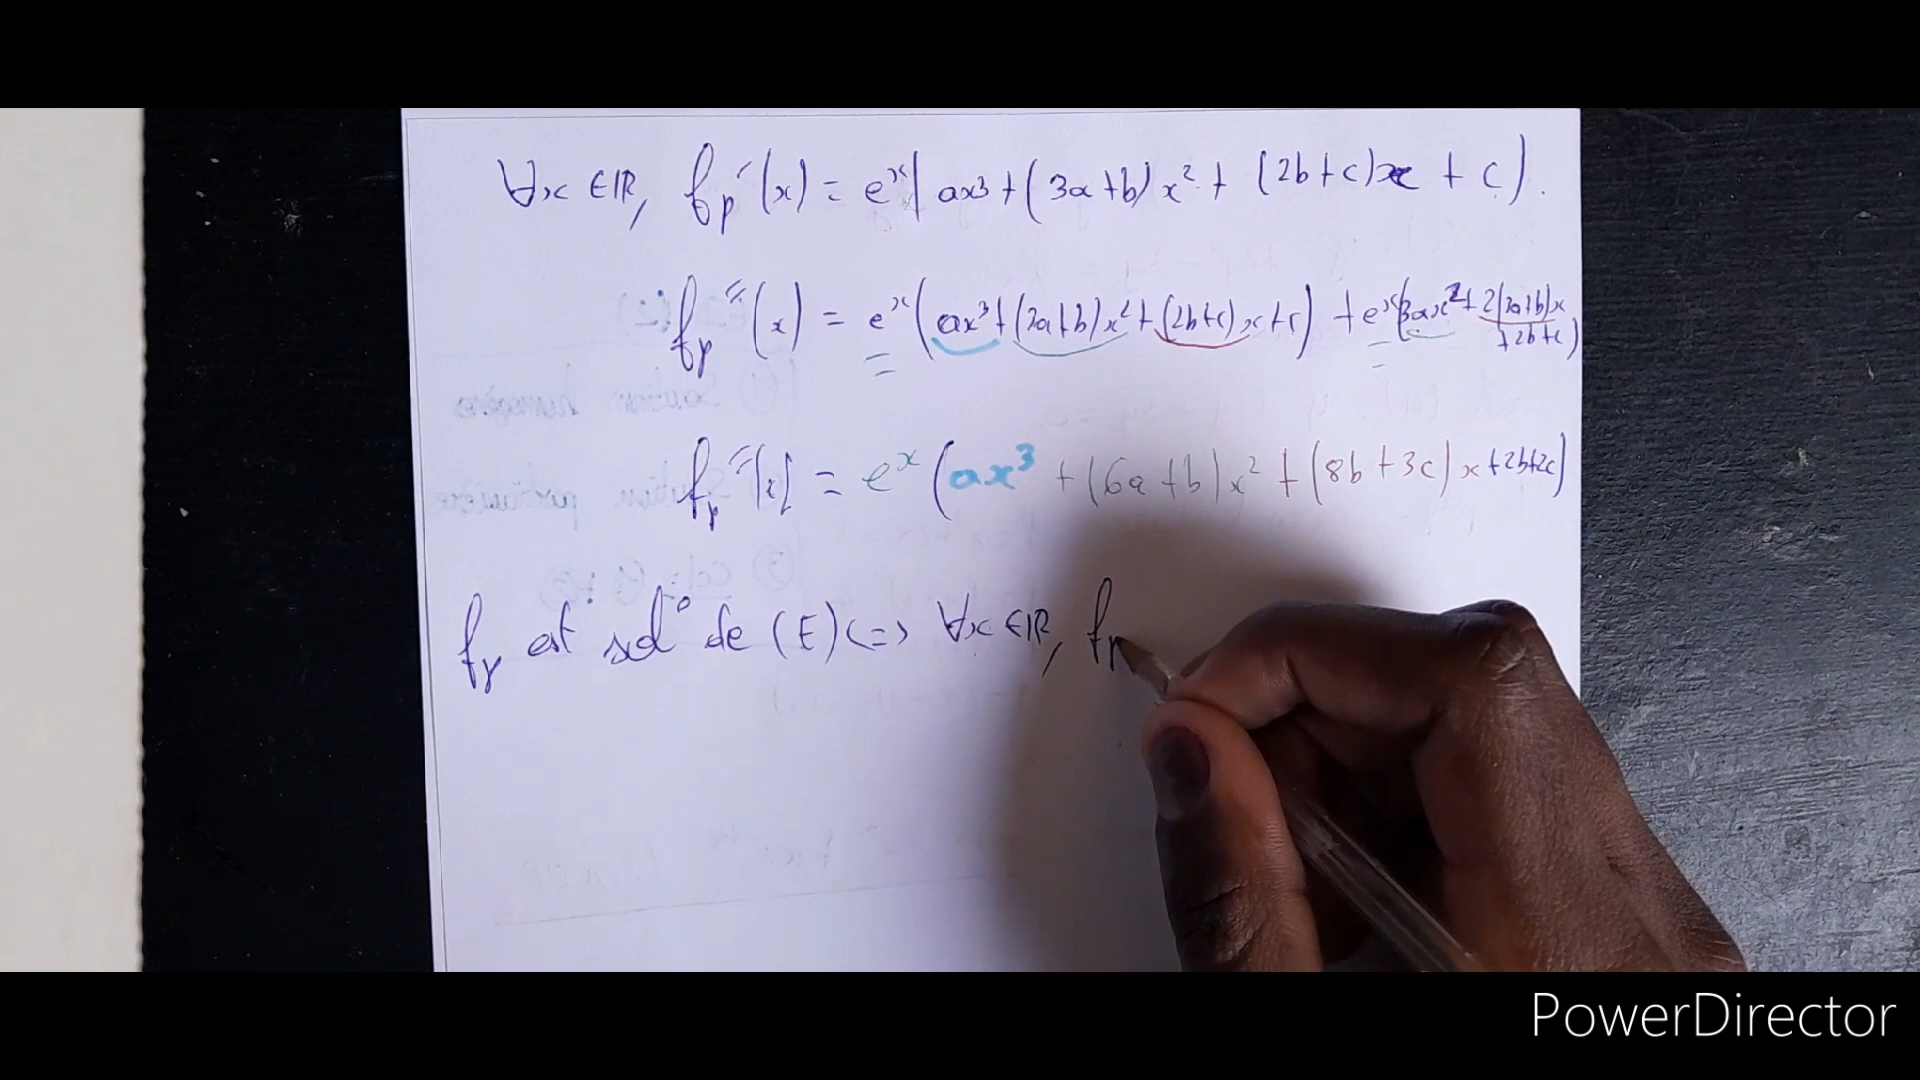 ∀x ∈ ℝ, fp'(x) = e^x( ax³ + (3a+b) x² + (2b+c)x + c).
fp''(x) = e^x (ax³+(3a+b)x²+(2b+c)x+c) + e^x(3ax²+2(3a+b)x
+2b+c)
fp''(x) = e^x (ax³ + (6a+b)x² + (8b+3c)x+2b+2c)
fp est sol° de (E) <=> ∀x ∈ ℝ, fp
PowerDirector